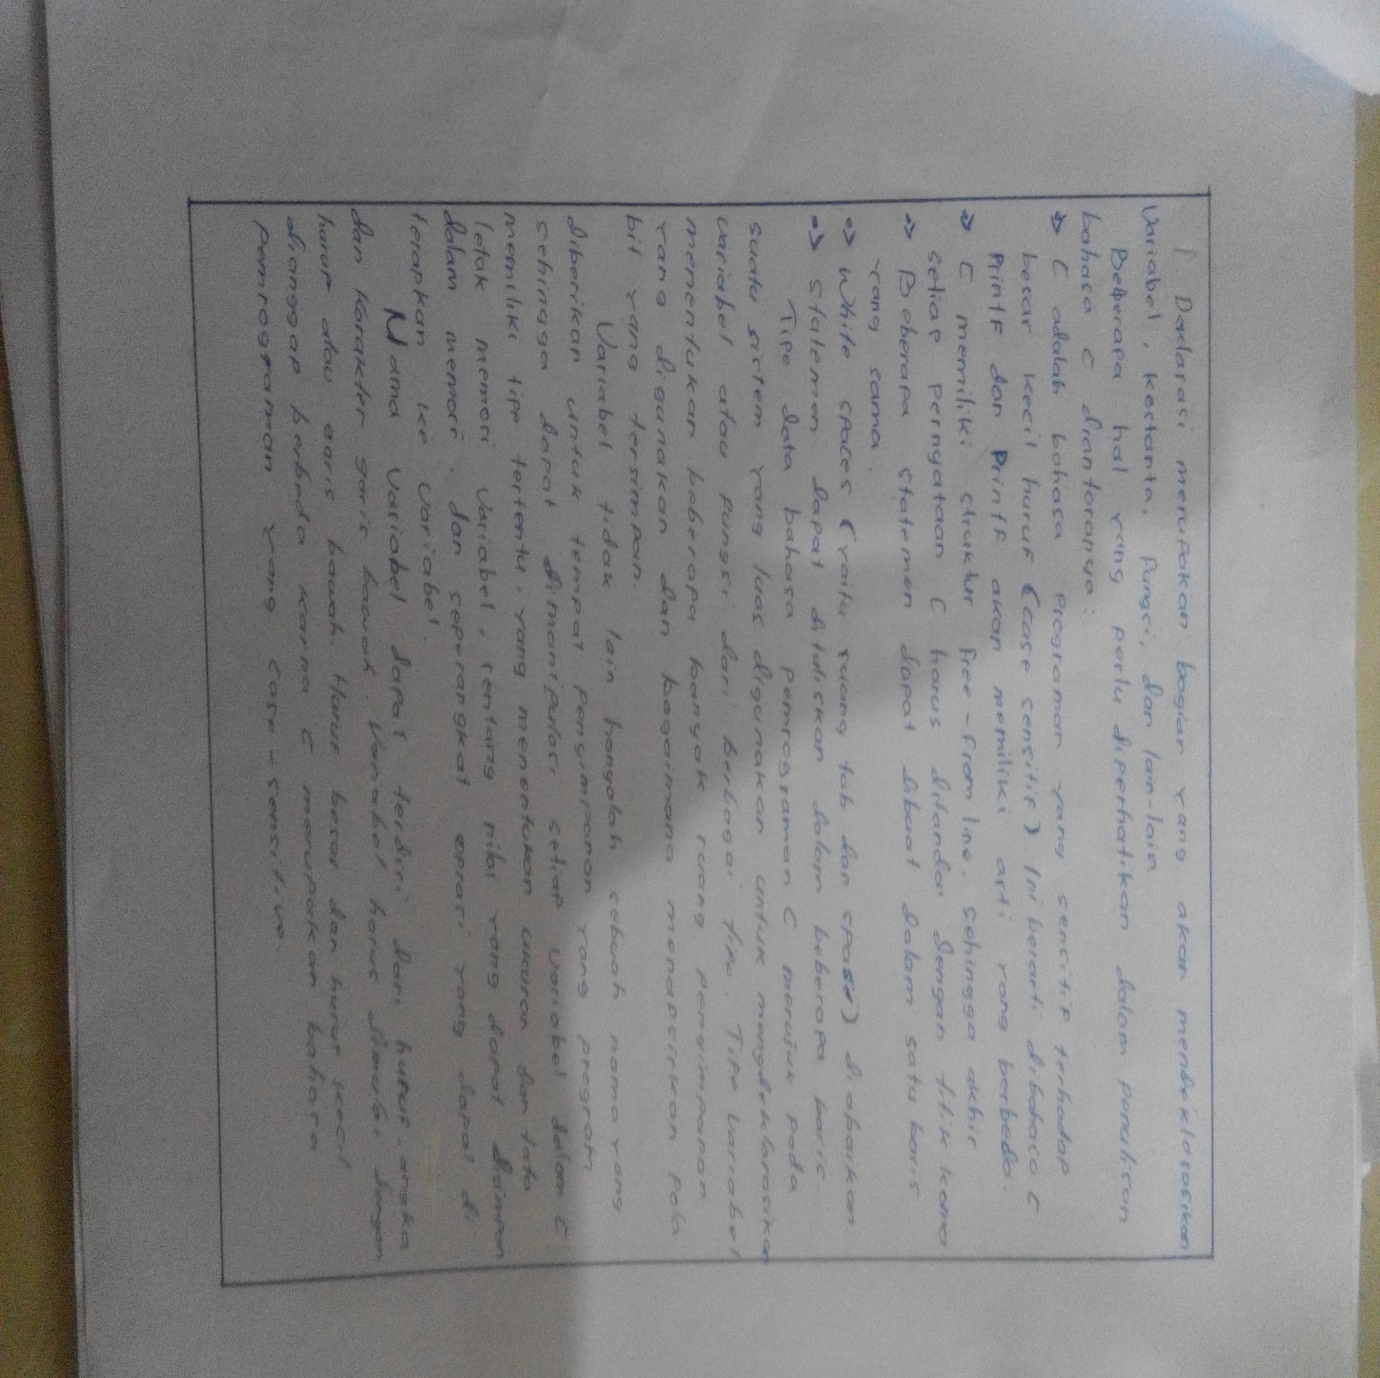 1 Deklarasi merupakan bagian yang akan mendeklarasikan
Variabel, kostanta, fungsi, dan lain-lain
Beberapa hal yang perlu diperhatikan dalam penulisan
bahasa C diantaranya:
=> C adalah bahasa programan yang sensitif terhadap
besar kecil huruf (case sensitif) ini berarti dibahasa C
printf dan Printf akan memiliki arti yang berbeda.
=> C memiliki struktur free-from line, sehingga akhir
setiap pernyataan C harus ditandai dengan titik koma
=> Beberapa statemen dapat dibuat dalam satu baris
yang sama.
=> White spaces (yaitu ruang tab dan spase) diabaikan.
=> Statemen dapat dituliskan dalam beberapa baris.
Tipe data bahasa pemrograman C merujuk pada
suatu sistem yang luas digunakan untuk mengdeklarasikan
variabel atau pungsi dari berbagai tipe. Tipe variabel
menentukan beberapa banyak ruang penyimpanan
yang digunakan dan bagaimana menapsirkan pola
bit yang tersimpan.
Variabel tidak lain hanyalah sebuah nama yang
diberikan untuk tempat penyimpanan yang program
sehingga dapat dimanipulasi setiap variabel dalam C
memiliki tipe tertentu, yang menentukan ukuran dan tata
letak memori variabel, rentang nilai yang dapat disimpan
dalam memori. dan seperangkat oprasi yang dapat di
terapkan ke variabel.
Nama variabel dapat terdiri dari huruf, angka
dan karakter garis bawah. Variabel harus dimulai dengan
hurup atau garis bawah. Huruf besar dan huruf kecil
dianggap berbeda karna C merupakan bahasa
pemrograman yang case-sensitive.